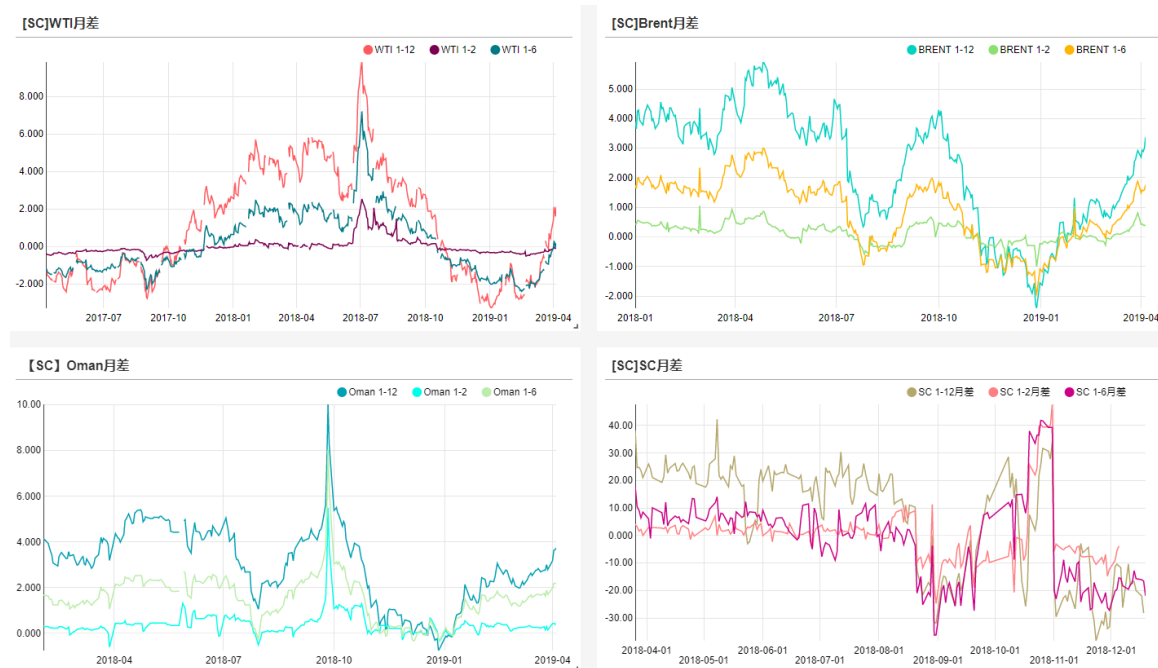 [SC]WTI月差
WTI 1-12 WTI 1-2 WTI 1-6
8.000
6.000
4.000
2.000
0.000
-2.000
2017-07 2017-10 2018-01 2018-04 2018-07 2018-10 2019-01 2019-04
[SC]Brent月差
BRENT 1-12 BRENT 1-2 BRENT 1-6
5.000
4.000
3.000
2.000
1.000
0.000
-1.000
-2.000
2018-01 2018-04 2018-07 2018-10 2019-01 2019-04
【SC】Oman月差
Oman 1-12 Oman 1-2 Oman 1-6
10.00
8.000
6.000
4.000
2.000
0.000
2018-04 2018-07 2018-10 2019-01 2019-04
[SC]SC月差
SC 1-12月差 SC 1-2月差 SC 1-6月差
40.00
30.00
20.00
10.00
0.000
-10.00
-20.00
-30.00
2018-04-01 2018-06-01 2018-08-01 2018-10-01 2018-12-01
2018-05-01 2018-07-01 2018-09-01 2018-11-01